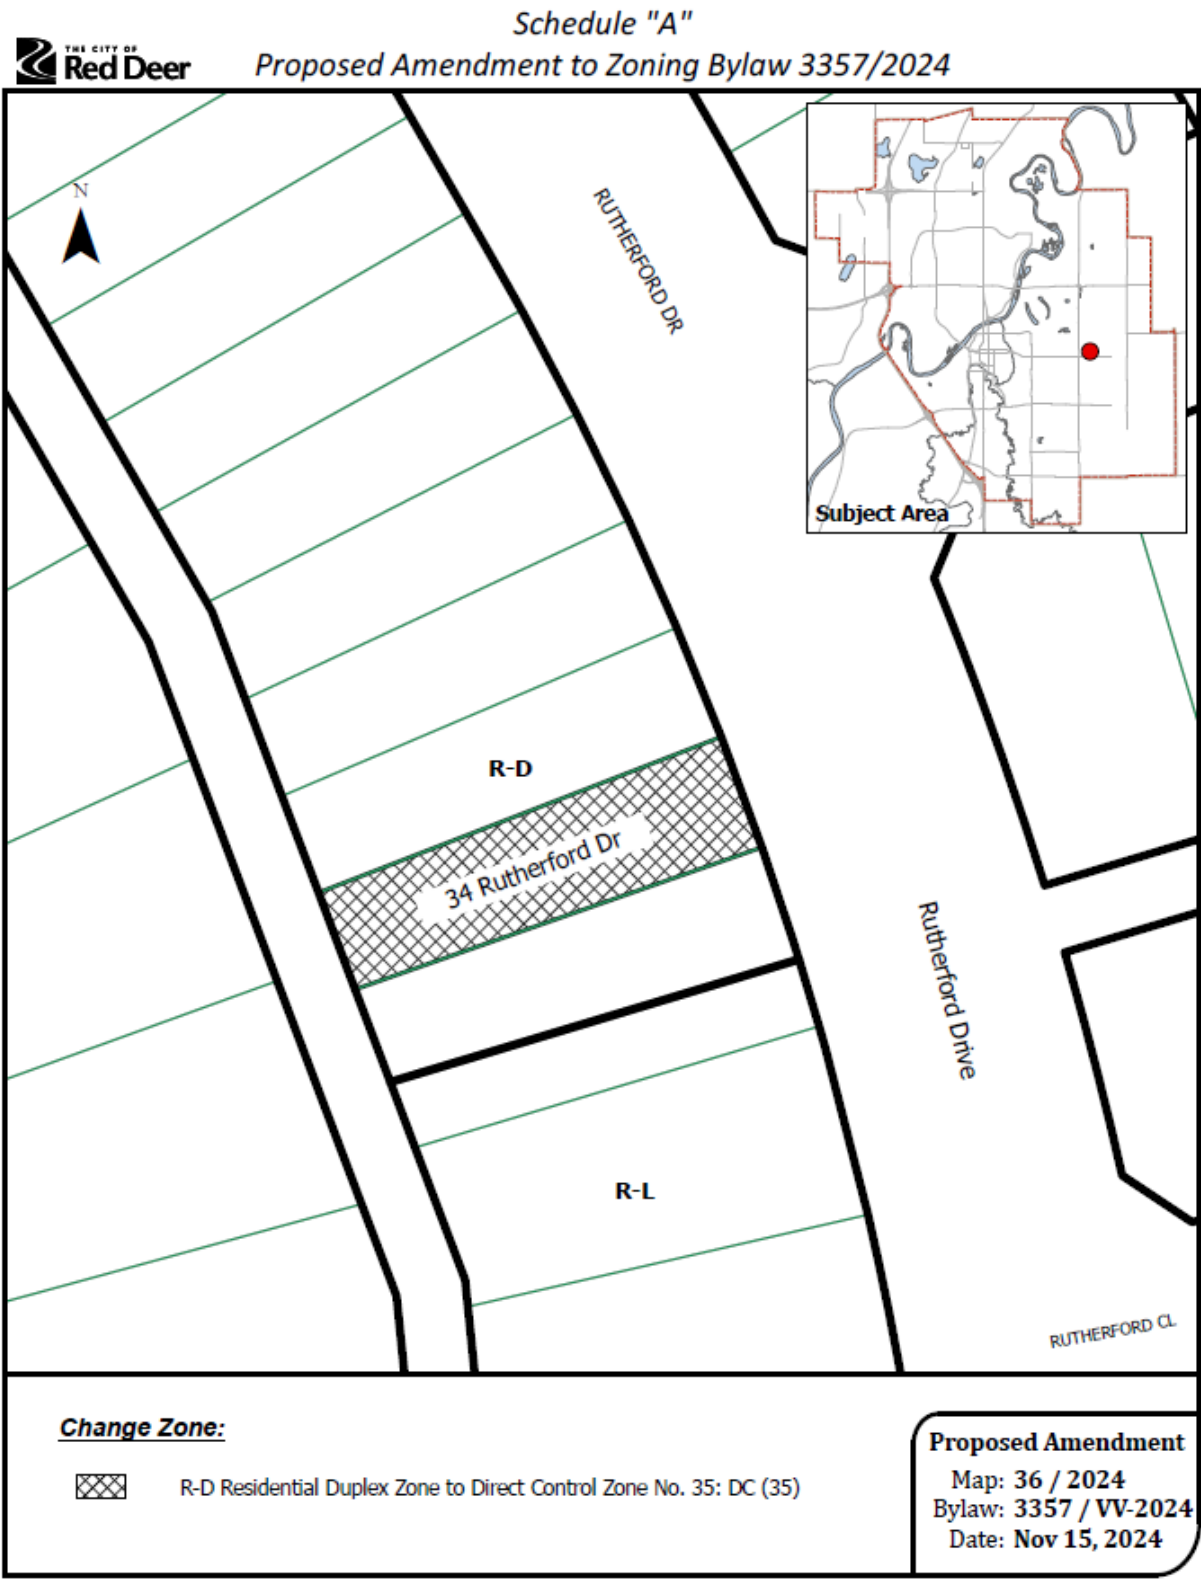 Schedule "A"
THE CITY OF
Red Deer
Proposed Amendment to Zoning Bylaw 3357/2024
N
RUTHERFORD DR
Subject Area
R-D
34 Rutherford Dr
Rutherford Drive
R-L
RUTHERFORD CL
Change Zone:
R-D Residential Duplex Zone to Direct Control Zone No. 35: DC (35)
Proposed Amendment
Map: 36 / 2024
Bylaw: 3357 / VV-2024
Date: Nov 15, 2024